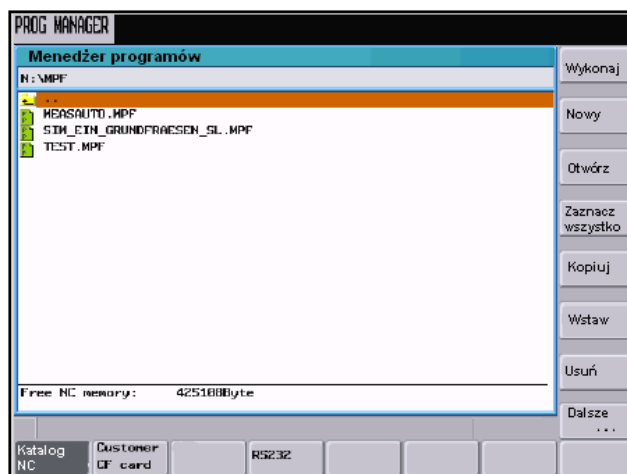 PROG MANAGER
Menedżer programów
N:\MPF
..
MEASAUTO.MPF
SIM_EIN_GRUNDFRAESEN_SL.MPF
TEST.MPF
Free NC memory: 425188Byte
Wykonaj
Nowy
Otwórz
Zaznacz
wszystko
Kopiuj
Wstaw
Usuń
Dalsze
...
Katalog
NC
Customer
CF card
RS232